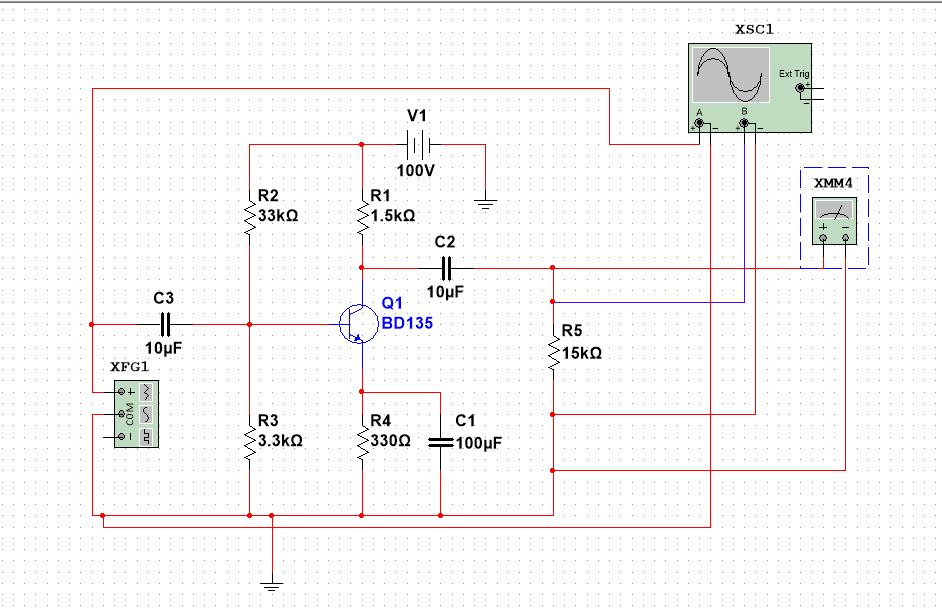 XSC1
Ext Trig
+
−
A
B
+ − + −
V1
100V
XMM4
+ −
R2
33kΩ
R1
1.5kΩ
C2
10µF
C3
10µF
Q1
BD135
R5
15kΩ
XFG1
+
COM
−
R3
3.3kΩ
R4
330Ω
C1
100µF